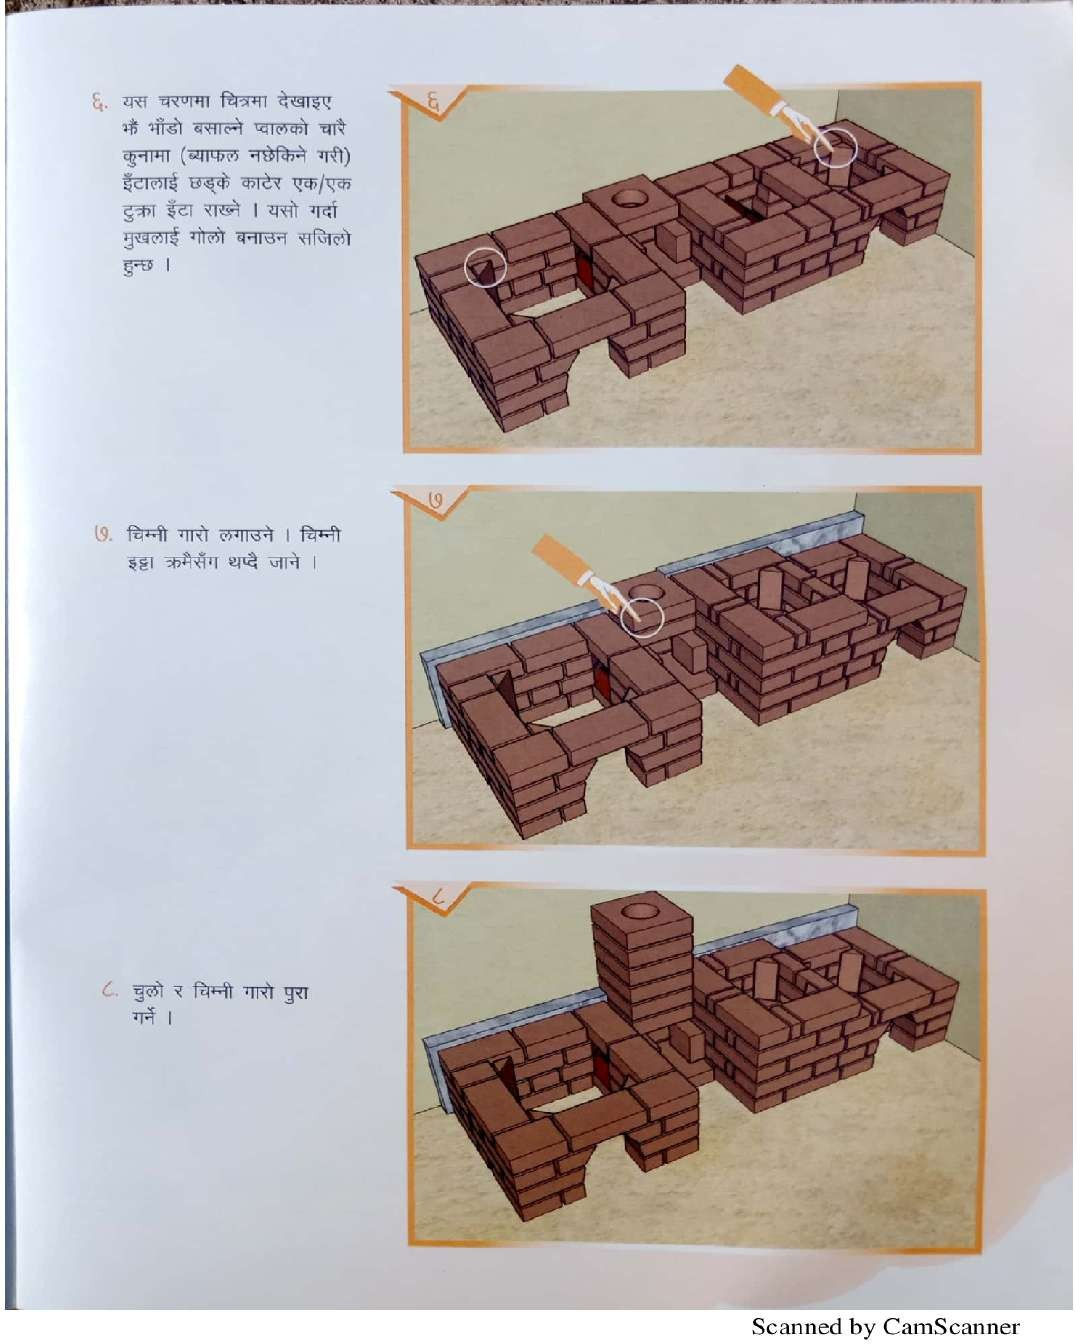 ६. यस चरणमा चित्रमा देखाइए
झैं भाँडो बसाल्ने प्वालको चारै
कुनामा (ब्याफल नछेकिने गरी)
इँटालाई छड्के काटेर एक/एक
टुक्रा इँटा राख्ने । यसो गर्दा
मुखलाई गोलो बनाउन सजिलो
हुन्छ ।
६
७. चिम्नी गारो लगाउने । चिम्नी
इट्टा क्रमैसँग थप्दै जाने ।
७
८. चुलो र चिम्नी गारो पुरा
गर्ने ।
८
Scanned by CamScanner